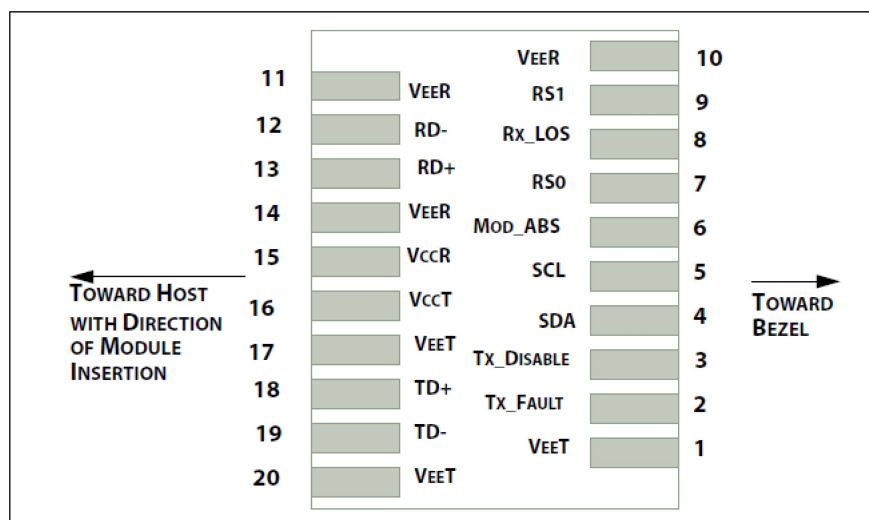 VEER 10
11 VEER
RS1 9
12 RD-
RX_LOS 8
13 RD+
RS0 7
14 VEER
MOD_ABS 6
15 VCCR
SCL 5
TOWARD HOST
WITH DIRECTION
OF MODULE
INSERTION
TOWARD
BEZEL
16 VCCT
SDA 4
17 VEET
TX_DISABLE 3
18 TD+
TX_FAULT 2
19 TD-
VEET 1
20 VEET